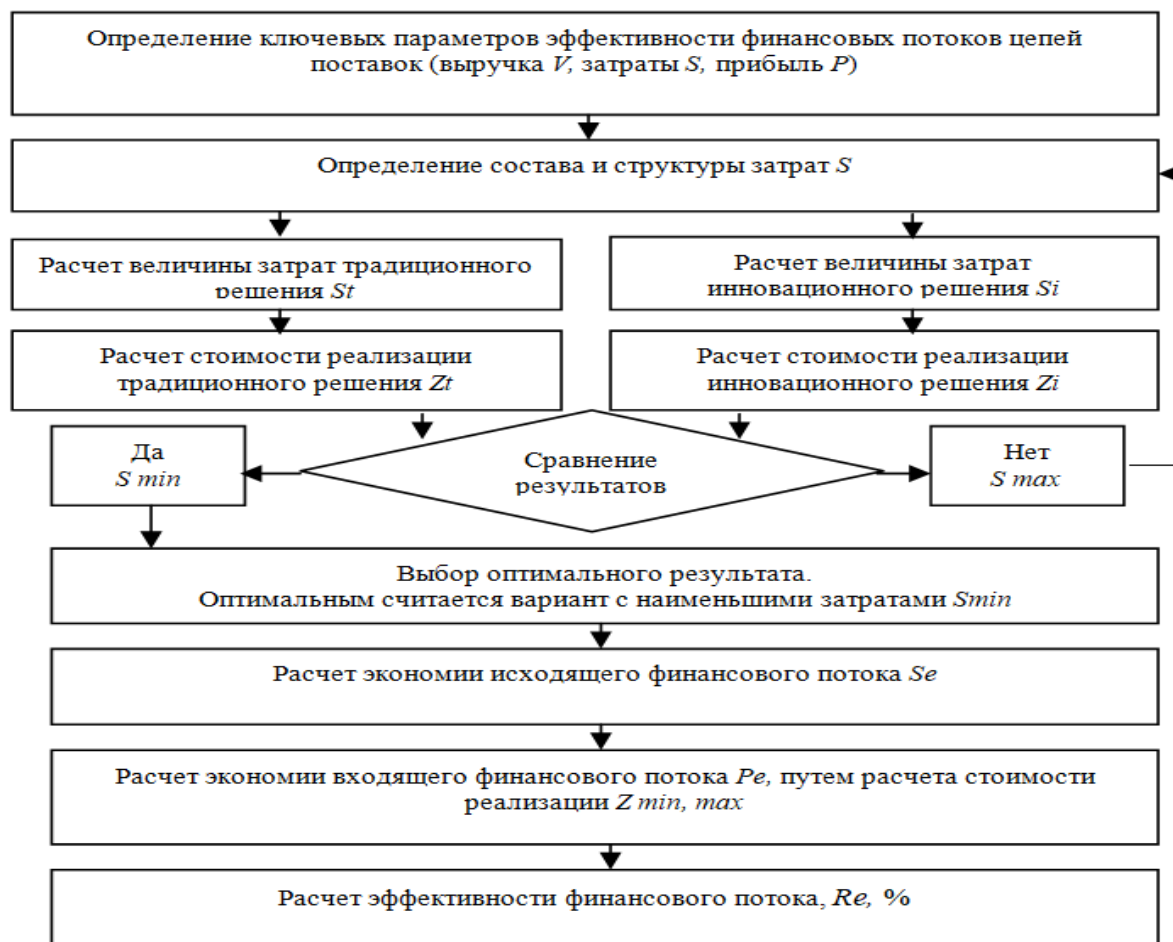 Определение ключевых параметров эффективности финансовых потоков цепей
поставок (выручка V, затраты S, прибыль P)
Определение состава и структуры затрат S
Расчет величины затрат традиционного
решения St
Расчет величины затрат
инновационного решения Si
Расчет стоимости реализации
традиционного решения Zt
Расчет стоимости реализации
инновационного решения Zi
Да
S min
Сравнение
результатов
Нет
S max
Выбор оптимального результата.
Оптимальным считается вариант с наименьшими затратами Smin
Расчет экономии исходящего финансового потока Se
Расчет экономии входящего финансового потока Pe, путем расчета стоимости
реализации Z min, max
Расчет эффективности финансового потока, Re, %